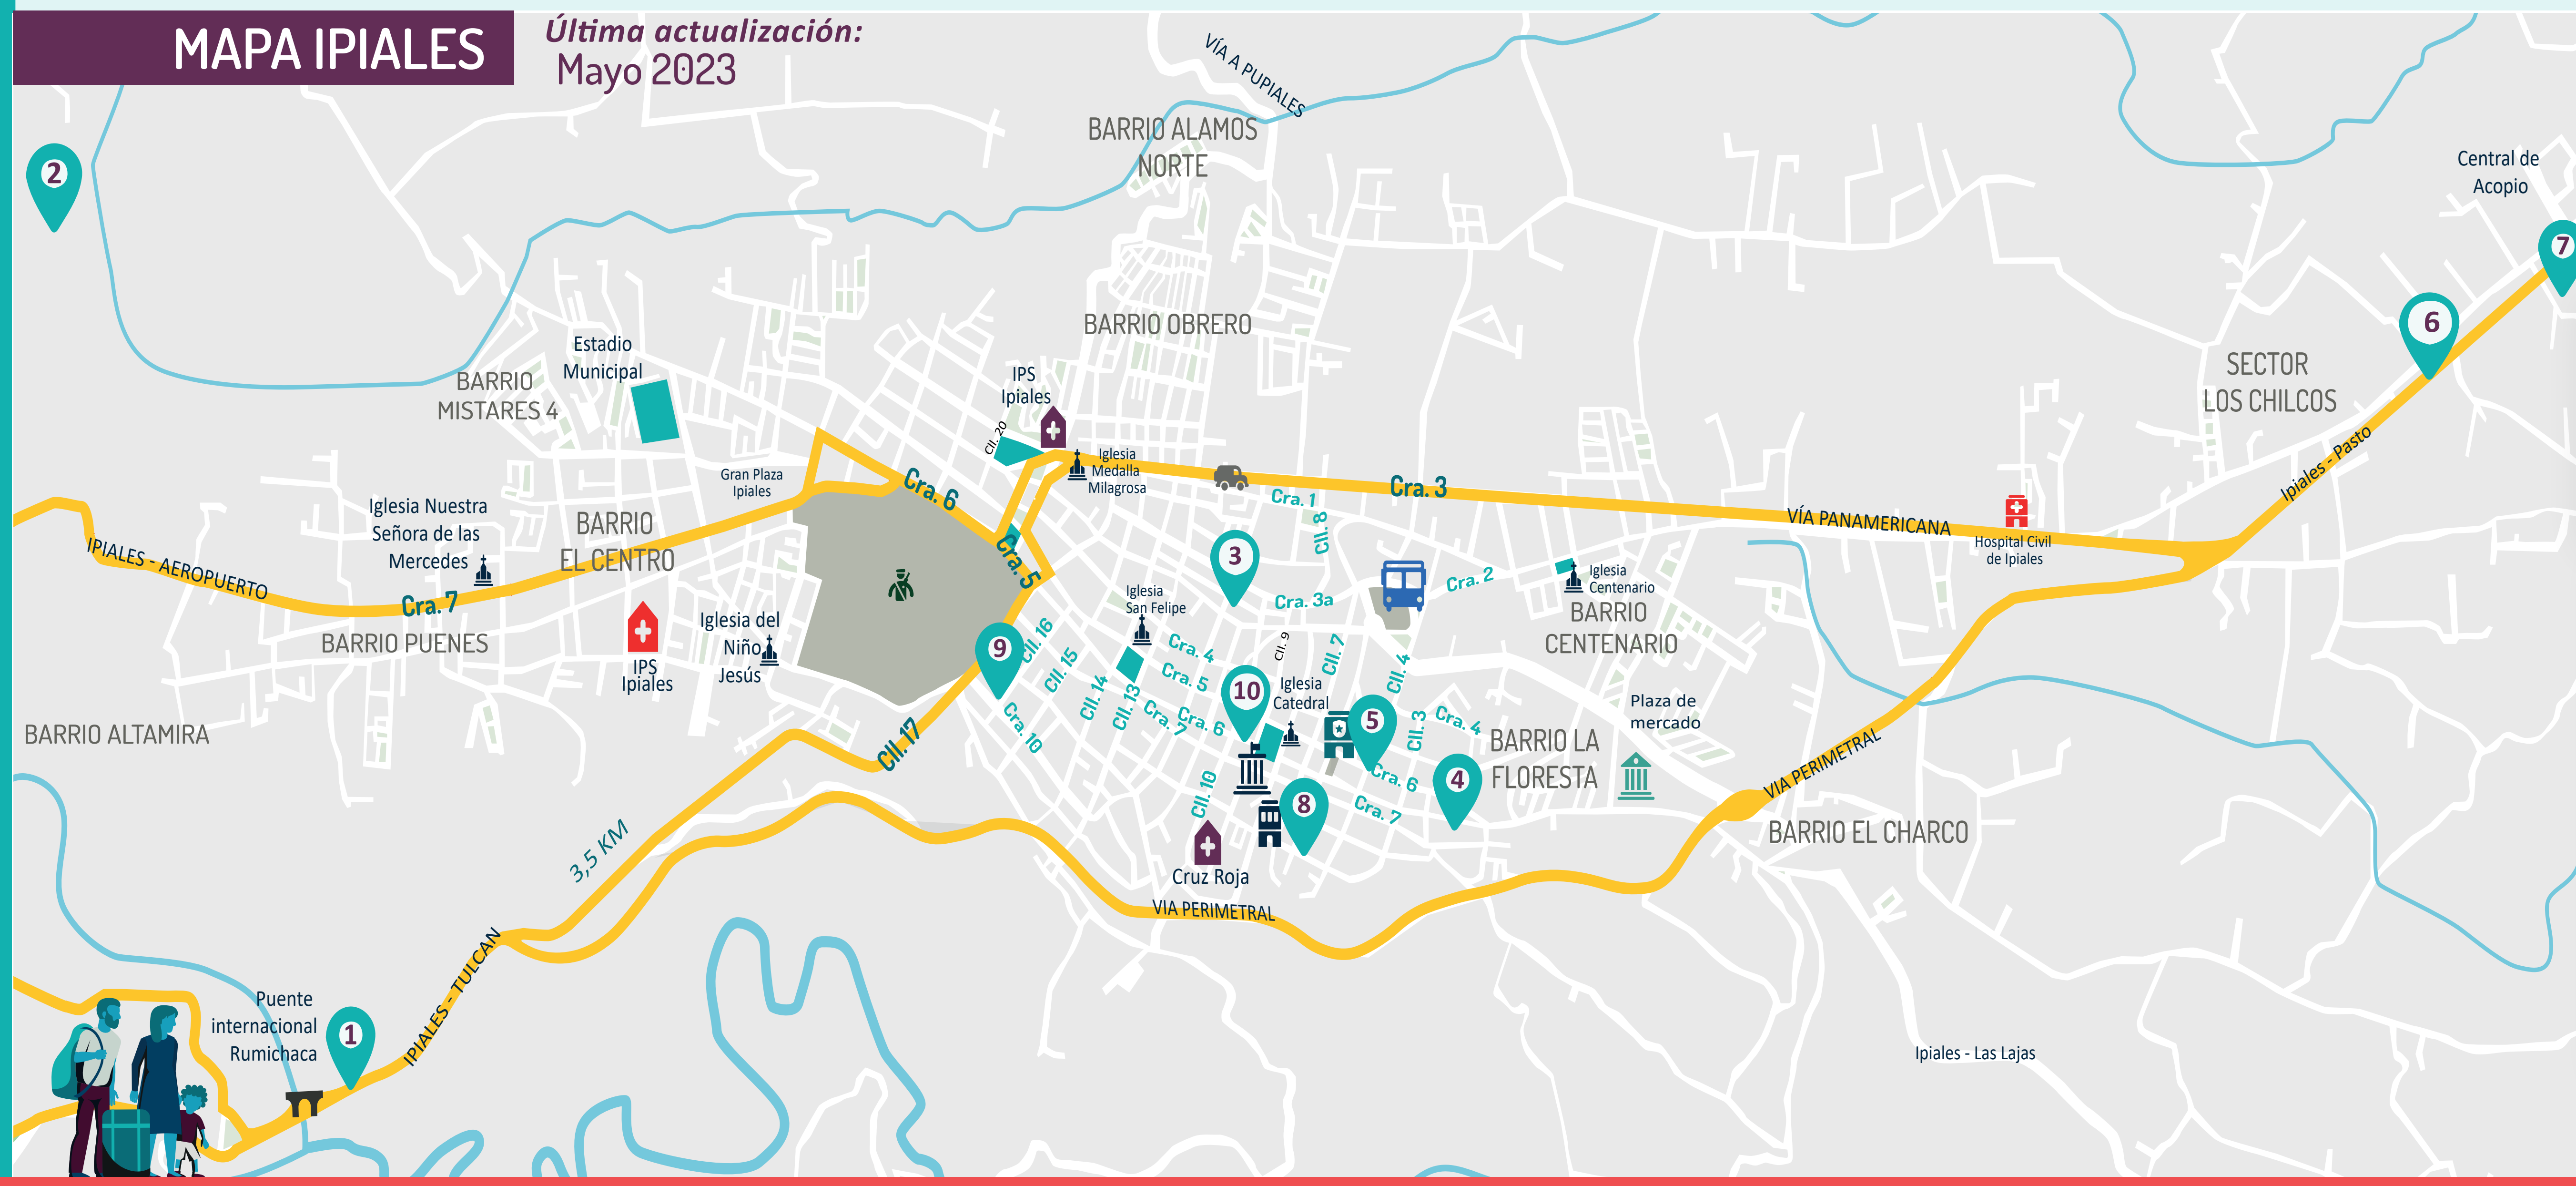 MAPA IPIALES
Última actualización:
Mayo 2023
VÍA A PUPIALES
BARRIO ALAMOS
NORTE
2
Central de
Acopio
7
6
SECTOR
LOS CHILCOS
Ipiales - Pasto
BARRIO OBRERO
Estadio
Municipal
BARRIO
MISTARES 4
IPS
Ipiales
Cll. 20
Iglesia
Medalla
Milagrosa
Gran Plaza
Ipiales
Cra. 6
Cra. 3
Cra. 1
Cll. 8
VÍA PANAMERICANA
Hospital Civil
de Ipiales
Iglesia Nuestra
Señora de las
Mercedes
BARRIO
EL CENTRO
IPIALES - AEROPUERTO
Cra. 7
BARRIO PUENES
Cra. 5
3
Cra. 2
Cra. 3a
Iglesia
Centenario
BARRIO
CENTENARIO
Iglesia
San Felipe
Iglesia del
Niño
Jesús
IPS
Ipiales
9
Cll. 16
Cll. 15
Cll. 14
Cll. 13
Cra. 10
Cra. 4
Cra. 5
Cra. 6
Cra. 7
Cll. 9
Cll. 7
Cll. 4
Cll. 3
Cra. 4
10
Iglesia
Catedral
5
Cra. 6
Cra. 7
4
8
Cll. 10
Cll. 17
BARRIO LA
FLORESTA
Plaza de
mercado
VIA PERIMETRAL
BARRIO EL CHARCO
BARRIO ALTAMIRA
3,5 KM
Cruz Roja
VIA PERIMETRAL
IPIALES - TULCAN
Puente
internacional
Rumichaca
1
Ipiales - Las Lajas